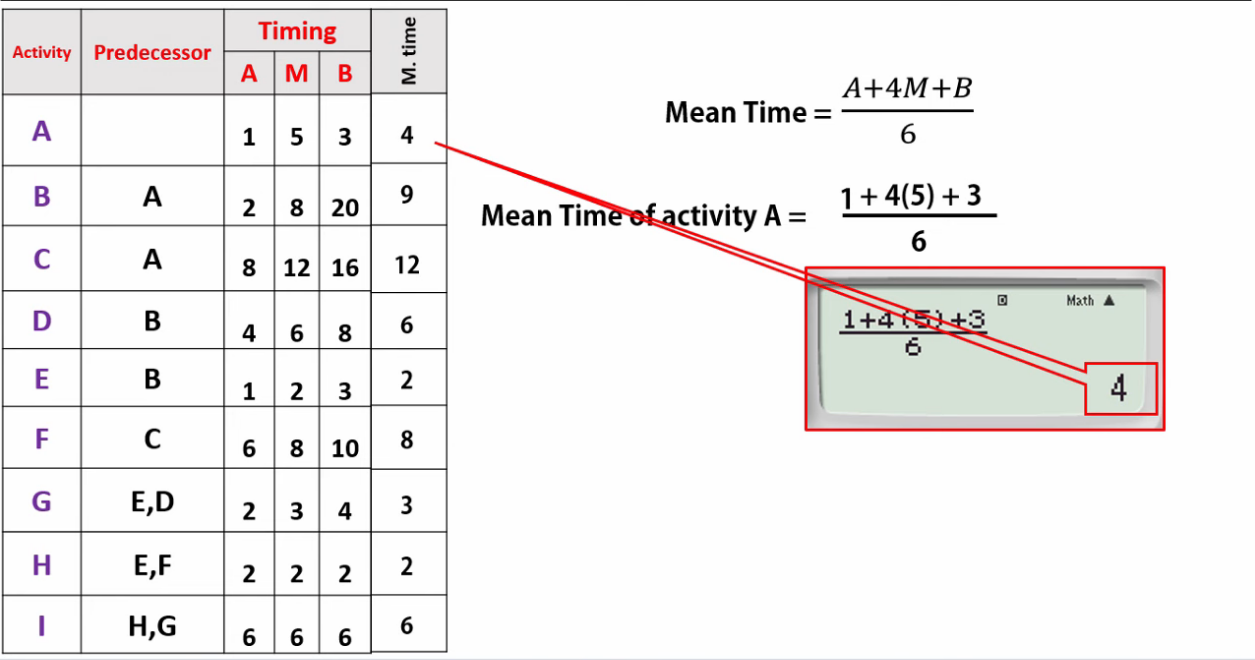 Activity Predecessor Timing M. time
A M B
A 1 5 3 4
B A 2 8 20 9
C A 8 12 16 12
D B 4 6 8 6
E B 1 2 3 2
F C 6 8 10 8
G E,D 2 3 4 3
H E,F 2 2 2 2
I H,G 6 6 6 6
Mean Time = A+4M+B
6
Mean Time of activity A = 1 + 4(5) + 3
6
D Math ▲
1+4(5)+3
6
4